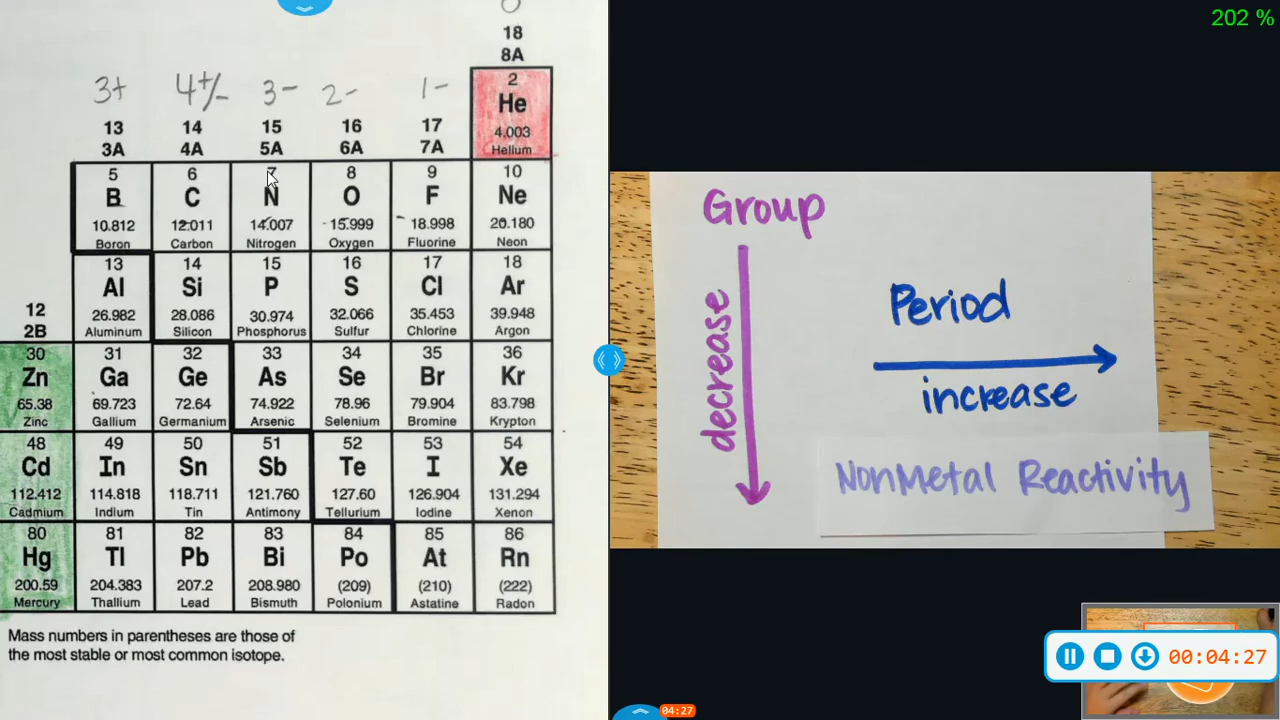 202 %
18
8A
3+ 4+/- 3- 2- 1-
13 14 15 16 17
3A 4A 5A 6A 7A
2
He
4.003
Helium
5 6 7 8 9 10
B C N O F Ne
10.812 12.011 14.007 15.999 18.998 20.180
Boron Carbon Nitrogen Oxygen Fluorine Neon
13 14 15 16 17 18
Al Si P S Cl Ar
26.982 28.086 30.974 32.066 35.453 39.948
Aluminum Silicon Phosphorus Sulfur Chlorine Argon
12
2B
30 31 32 33 34 35 36
Zn Ga Ge As Se Br Kr
65.38 69.723 72.64 74.922 78.96 79.904 83.798
Zinc Gallium Germanium Arsenic Selenium Bromine Krypton
48 49 50 51 52 53 54
Cd In Sn Sb Te I Xe
112.412 114.818 118.711 121.760 127.60 126.904 131.294
Cadmium Indium Tin Antimony Tellurium Iodine Xenon
80 81 82 83 84 85 86
Hg Tl Pb Bi Po At Rn
200.59 204.383 207.2 208.980 (209) (210) (222)
Mercury Thallium Lead Bismuth Polonium Astatine Radon
Mass numbers in parentheses are those of
the most stable or most common isotope.
Group
decrease
Period
increase
NonMetal Reactivity
00:04:27
04:27